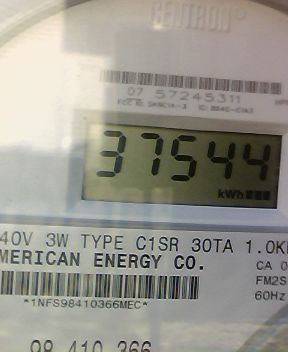 CENTRON®
07 57245311
37544
kWh
40V 3W TYPE C1SR 30TA 1.0K
MERICAN ENERGY CO.
CA 0
FM2S
60Hz
*1NFS98410366MEC*
98 410 366